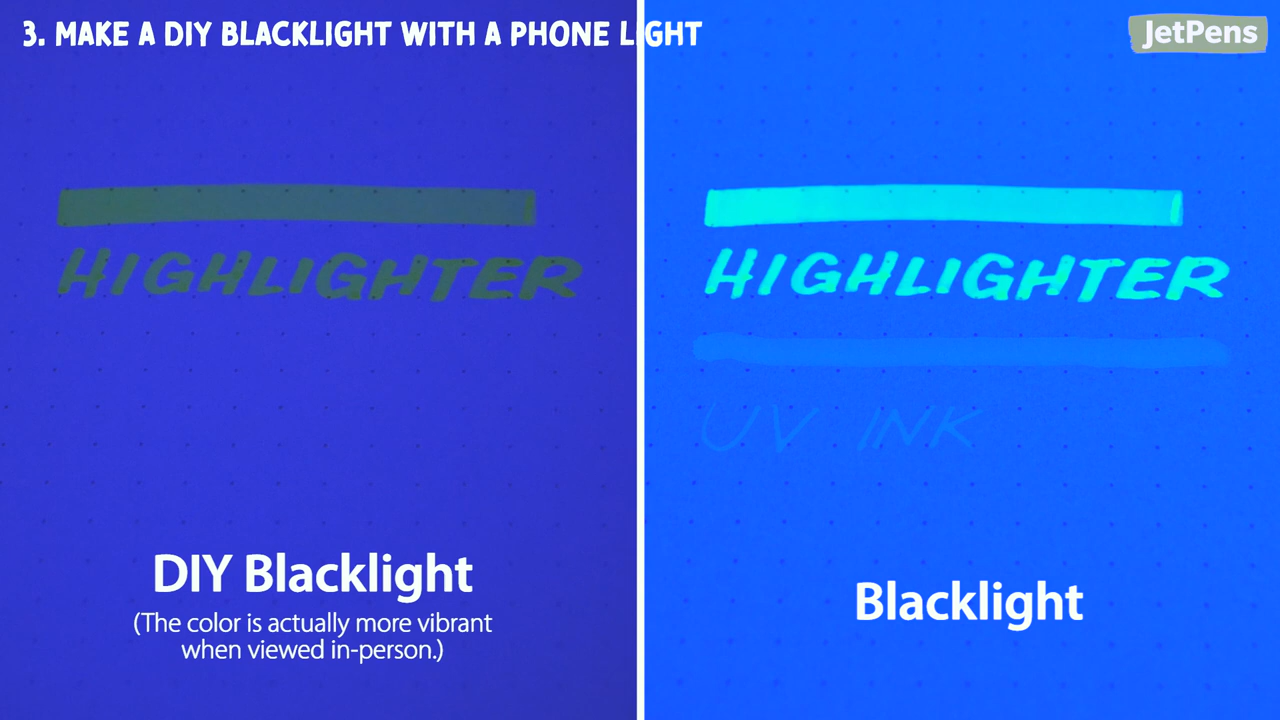 3. MAKE A DIY BLACKLIGHT WITH A PHONE LIGHT
JetPens
HIGHLIGHTER
DIY Blacklight
(The color is actually more vibrant
when viewed in-person.)
HIGHLIGHTER
UV INK
Blacklight